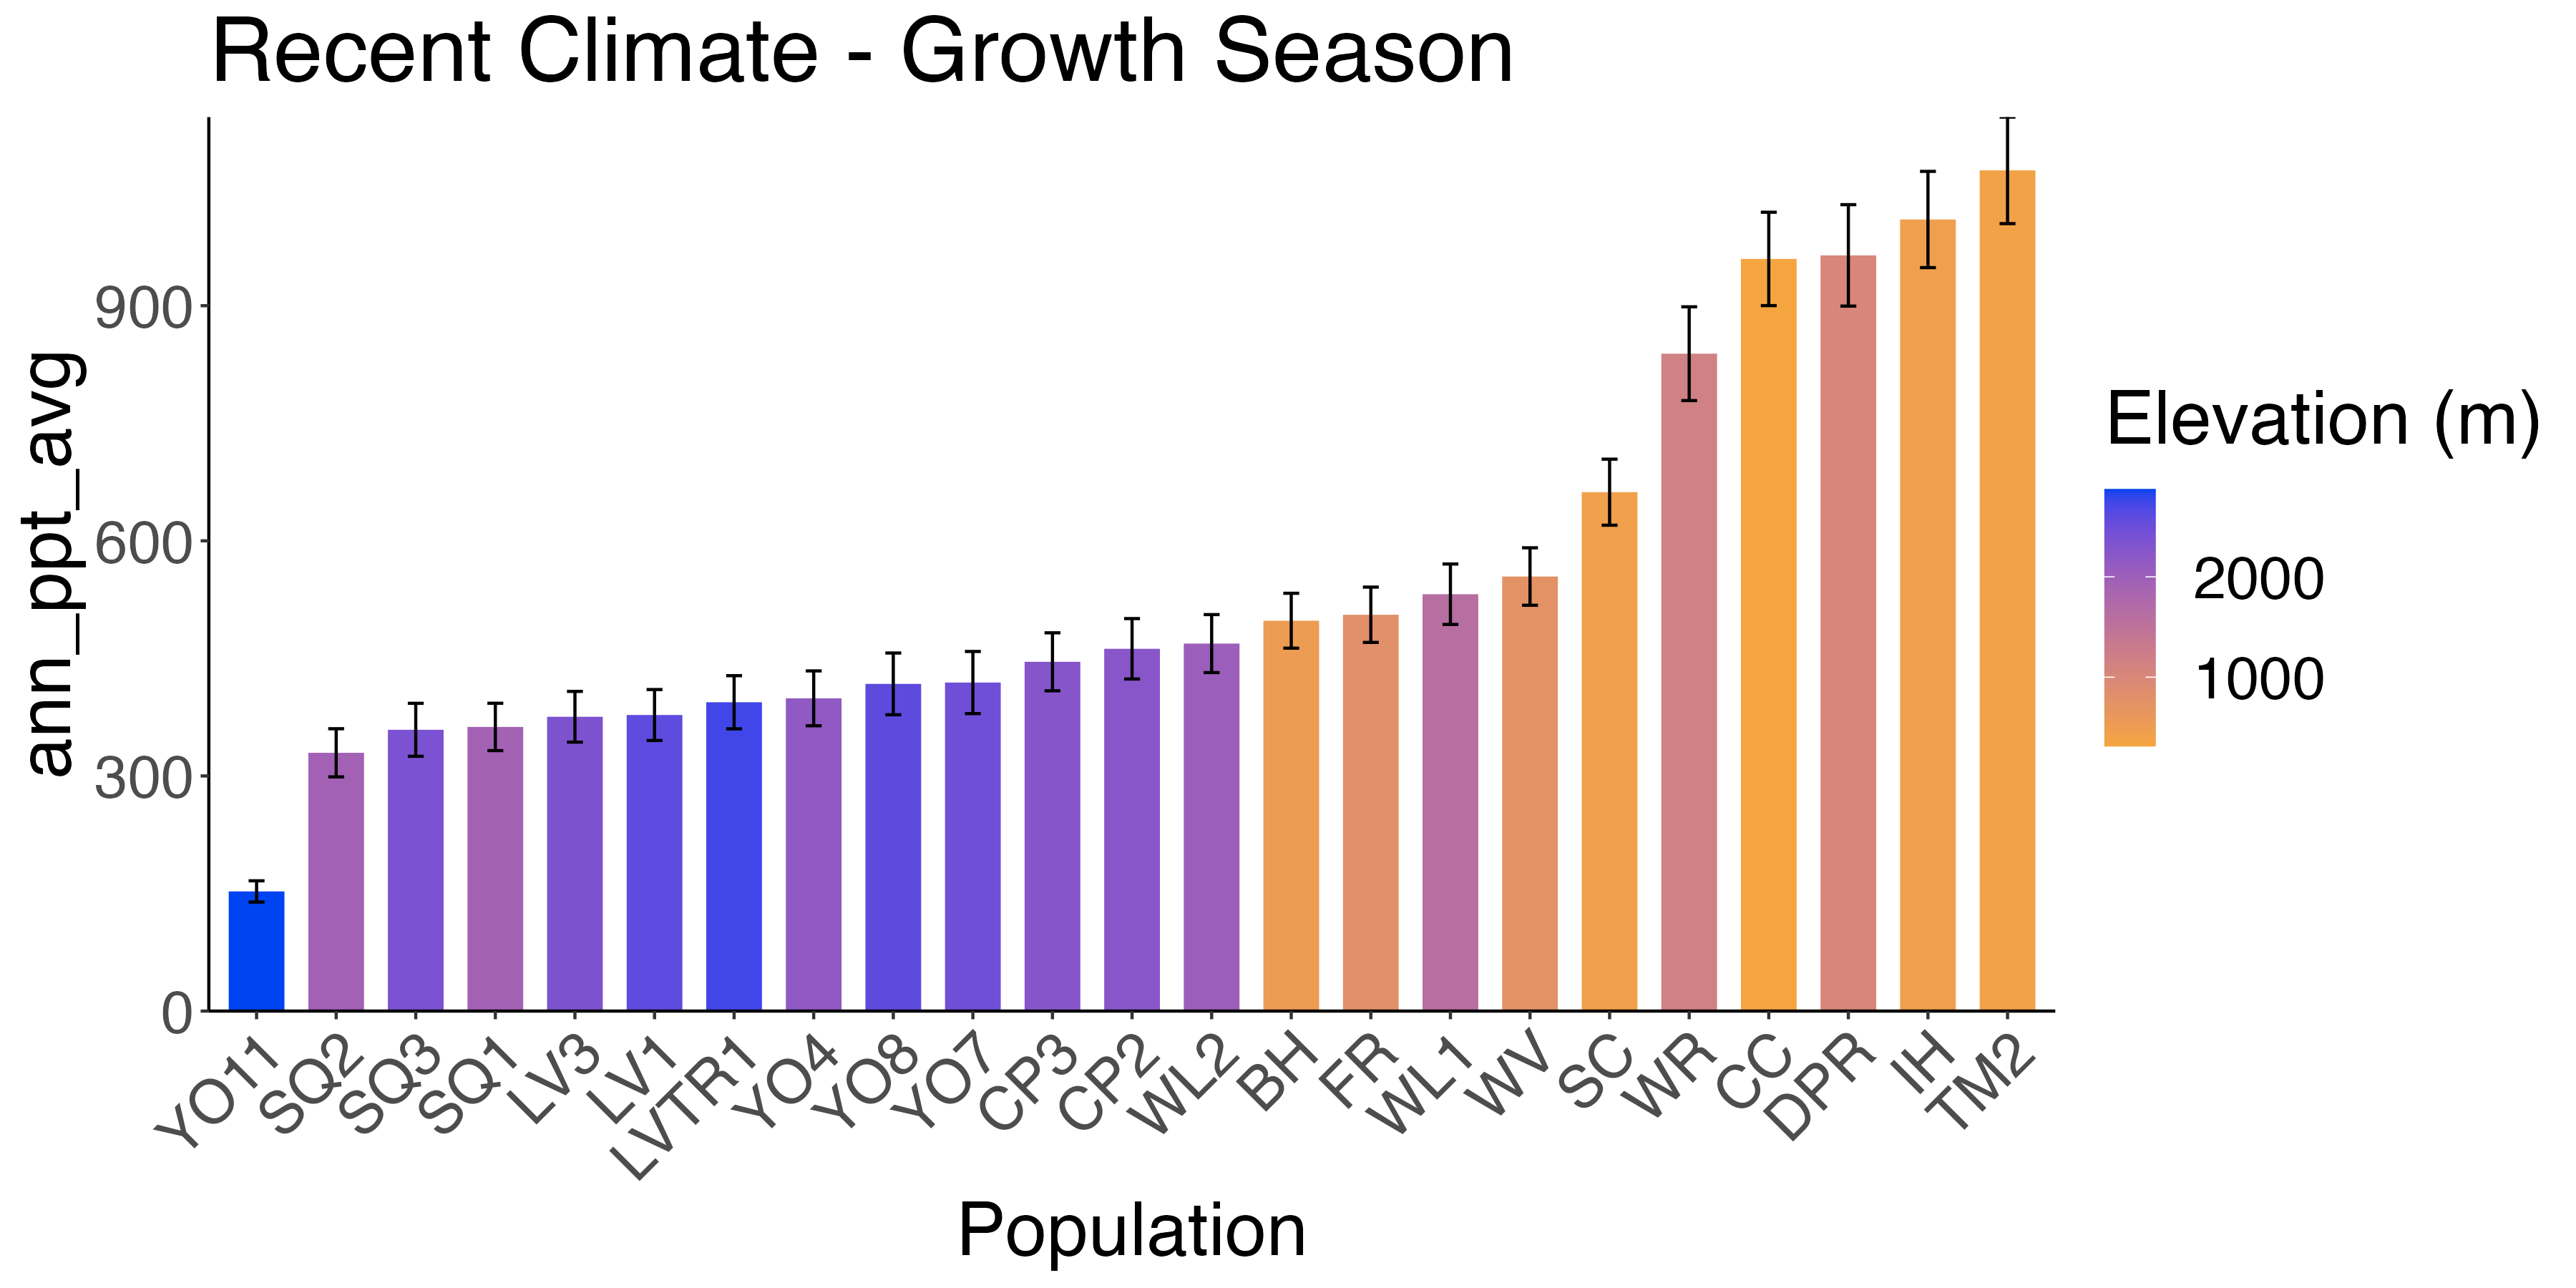 Recent Climate - Growth Season
ann_ppt_avg
900
600
300
0
YO11
SQ2
SQ3
SQ1
LV3
LV1
LVTR1
YO4
YO8
YO7
CP3
CP2
WL2
BH
FR
WL1
WV
SC
WR
CC
DPR
IH
TM2
Population
Elevation (m)
2000
1000